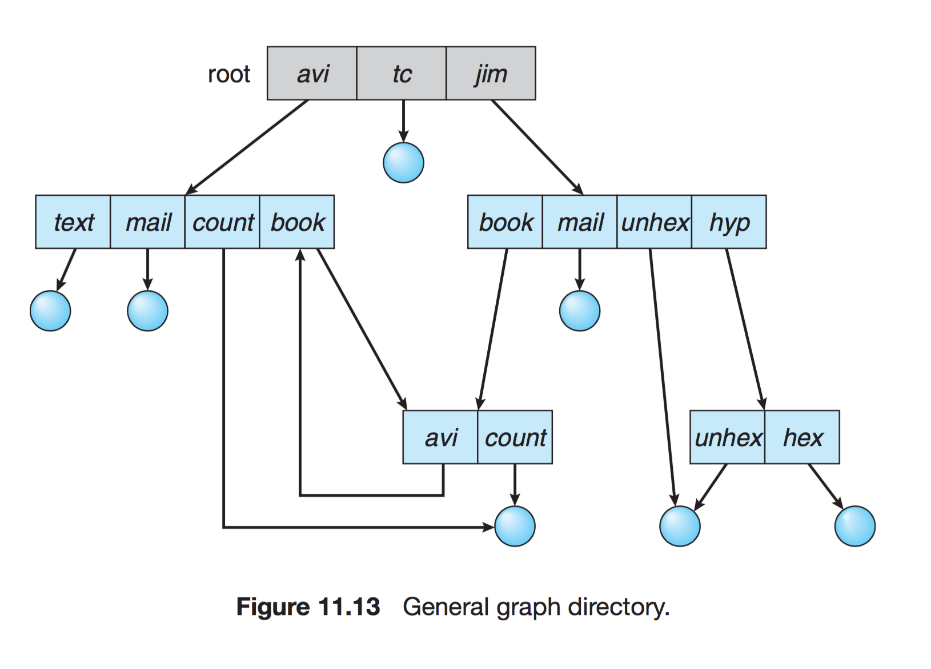 root avi tc jim
text mail count book
book mail unhex hyp
avi count
unhex hex
Figure 11.13 General graph directory.